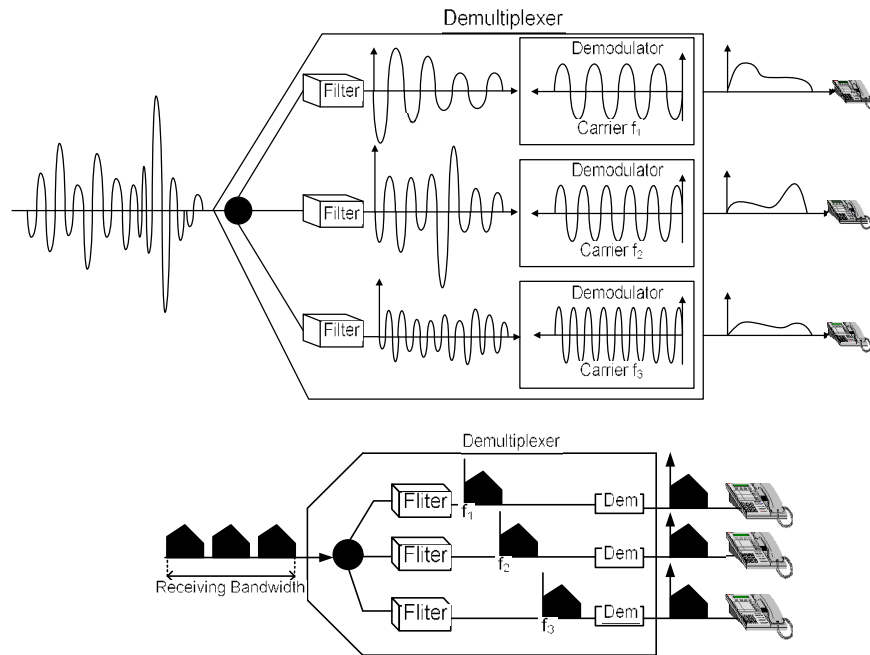 Demultiplexer
Filter
Demodulator
Carrier f1
Filter
Demodulator
Carrier f2
Filter
Demodulator
Carrier f3
Demultiplexer
Fliter
f1
[Dem]
Receiving Bandwidth
Fliter
f2
[Dem]
Fliter
f3
[Dem]